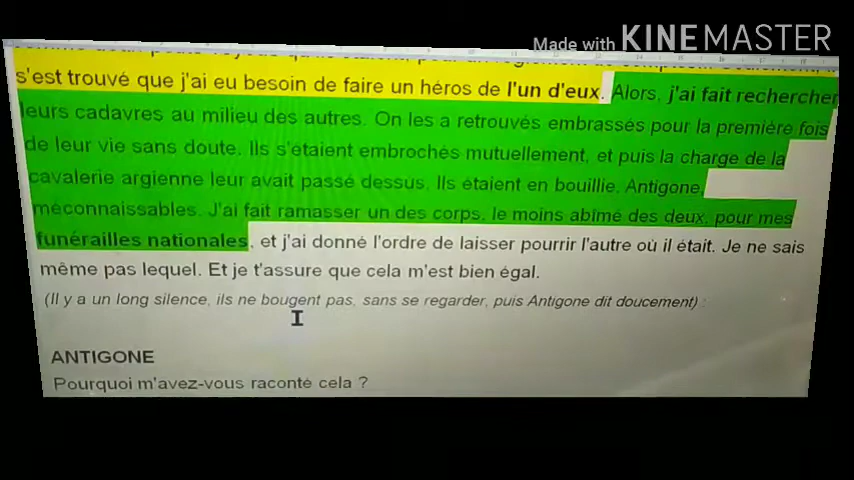 Made with KINEMASTER
s'est trouvé que j'ai eu besoin de faire un héros de l'un d'eux. Alors, j'ai fait rechercher
leurs cadavres au milieu des autres. On les a retrouvés embrassés pour la première fois
de leur vie sans doute. Ils s'étaient embrochés mutuellement, et puis la charge de la
cavalerie argienne leur avait passé dessus. Ils étaient en bouillie, Antigone,
méconnaissables. J'ai fait ramasser un des corps, le moins abîmé des deux, pour mes
funérailles nationales, et j'ai donné l'ordre de laisser pourrir l'autre où il était. Je ne sais
même pas lequel. Et je t'assure que cela m'est bien égal.
(Il y a un long silence, ils ne bougent pas, sans se regarder, puis Antigone dit doucement) :
ANTIGONE
Pourquoi m'avez-vous raconté cela ?